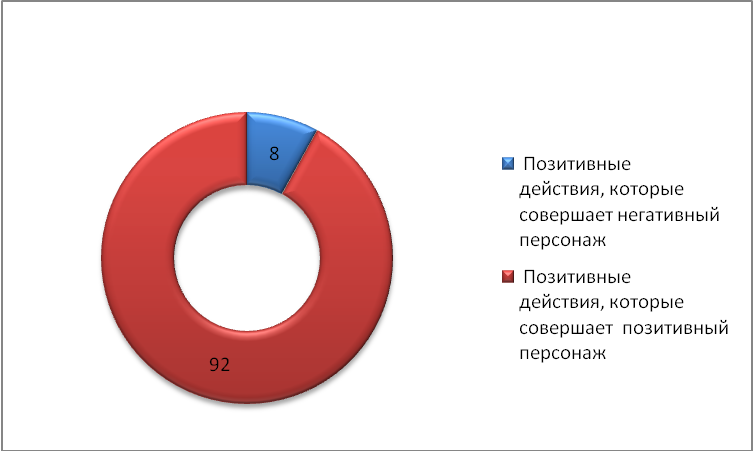 8
92
Позитивные
действия, которые
совершает негативный
персонаж
Позитивные
действия, которые
совершает позитивный
персонаж